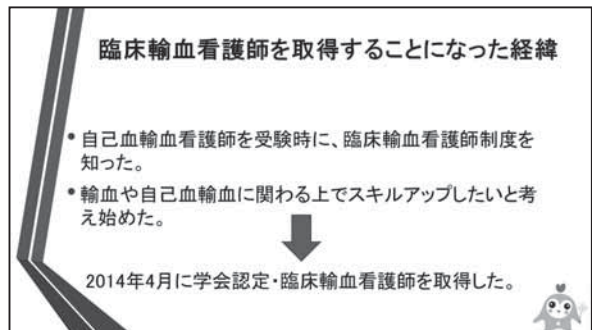 臨床輸血看護師を取得することになった経緯
• 自己血輸血看護師を受験時に、臨床輸血看護師制度を
知った。
• 輸血や自己血輸血に関わる上でスキルアップしたいと考
え始めた。
2014年4月に学会認定・臨床輸血看護師を取得した。